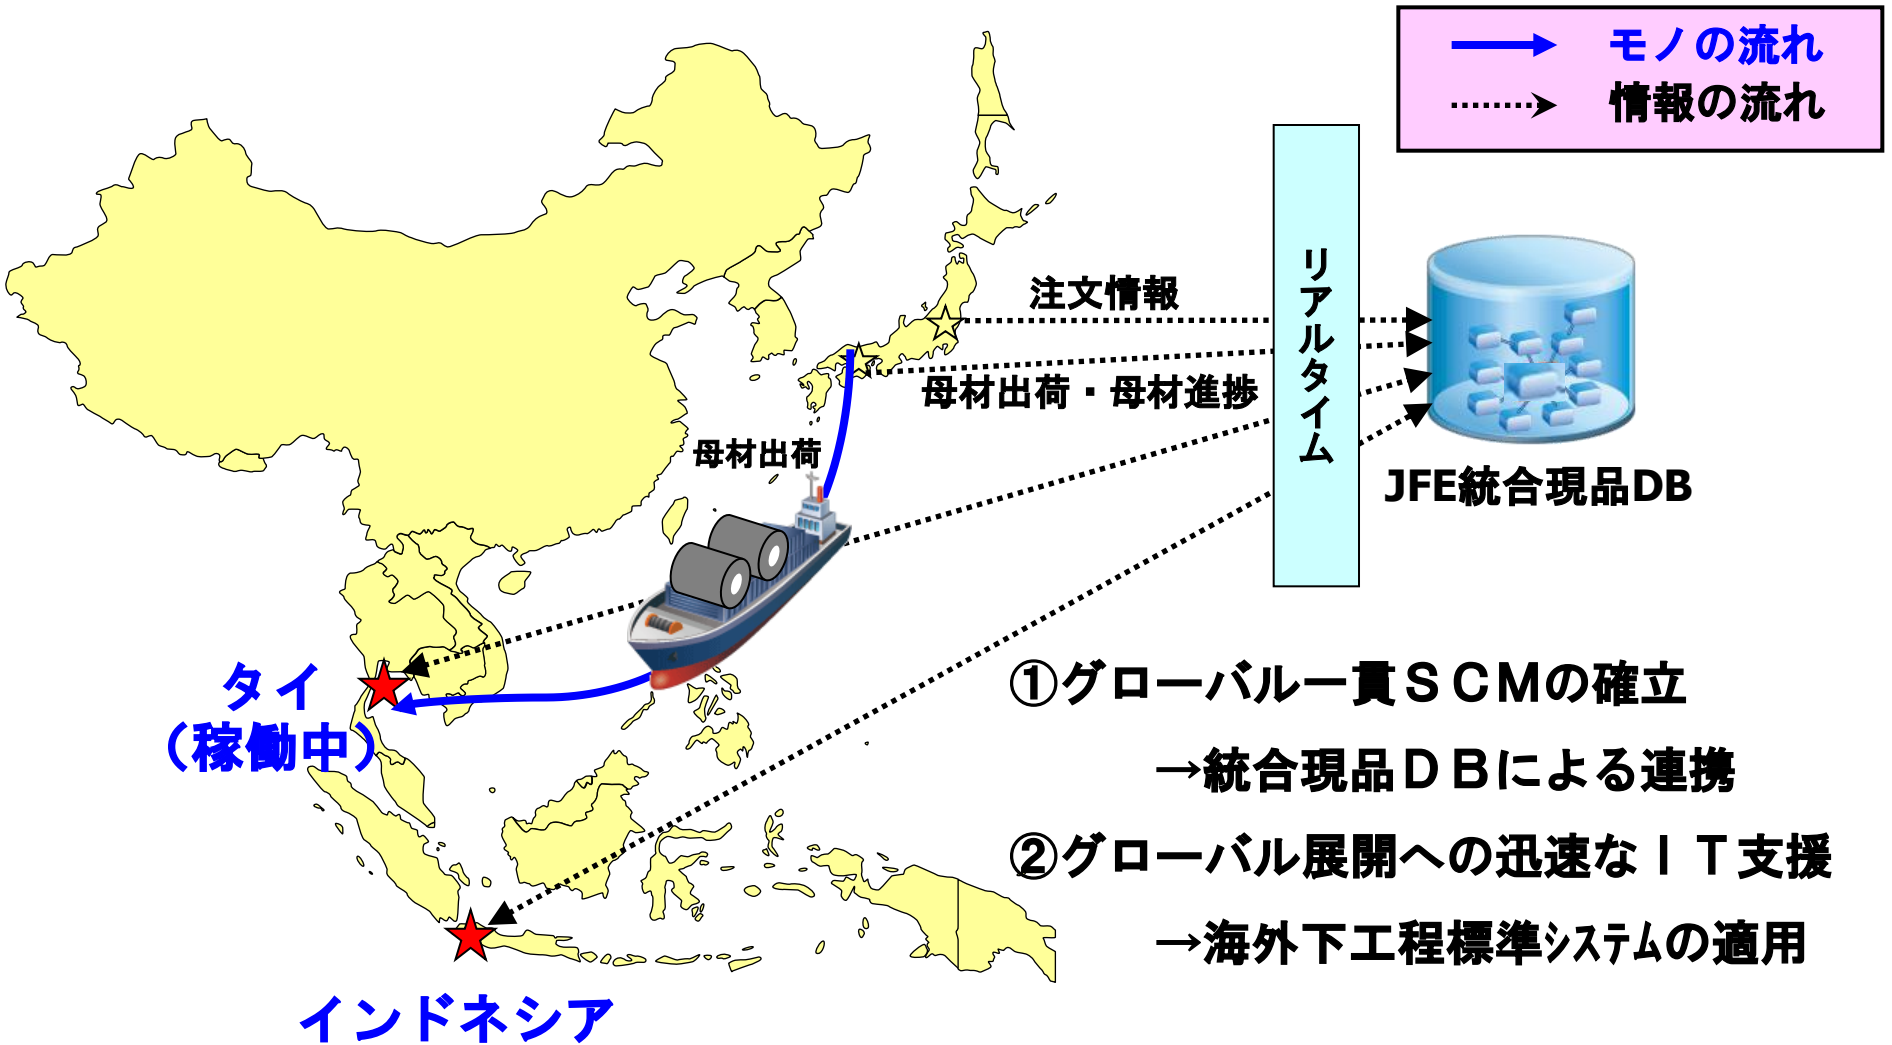 モノの流れ
情報の流れ
リアルタイム
注文情報
母材出荷・母材進捗
母材出荷
JFE統合現品DB
タイ
（稼働中）
インドネシア
①グローバル一貫ＳＣＭの確立
→統合現品ＤＢによる連携
②グローバル展開への迅速なＩＴ支援
→海外下工程標準ｼｽﾃﾑの適用